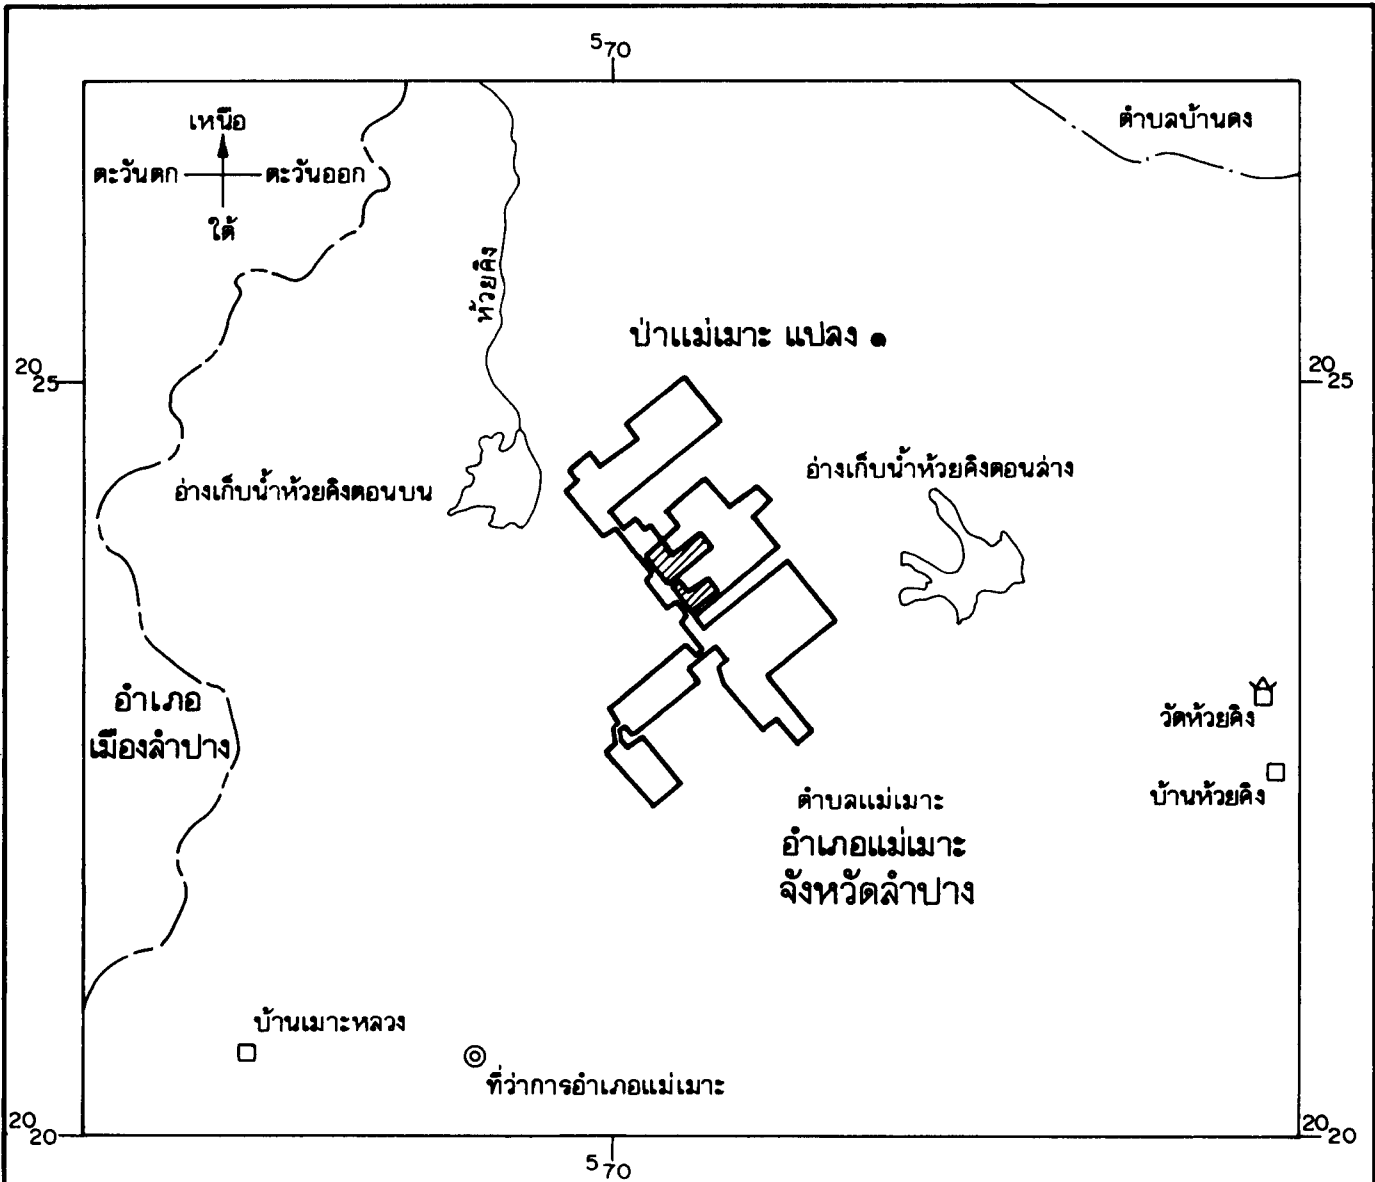 ⁵70
เหนือ
ตะวันตก
ตะวันออก
ใต้
ตำบลบ้านดง
ห้วยคิง
ป่าแม่เมาะ แปลง ๑
²⁰25
²⁰25
อ่างเก็บน้ำห้วยคิงตอนบน
อ่างเก็บน้ำห้วยคิงตอนล่าง
อำเภอ
เมืองลำปาง
วัดห้วยคิง
บ้านห้วยคิง
ตำบลแม่เมาะ
อำเภอแม่เมาะ
จังหวัดลำปาง
บ้านเมาะหลวง
ที่ว่าการอำเภอแม่เมาะ
²⁰20
²⁰20
⁵70